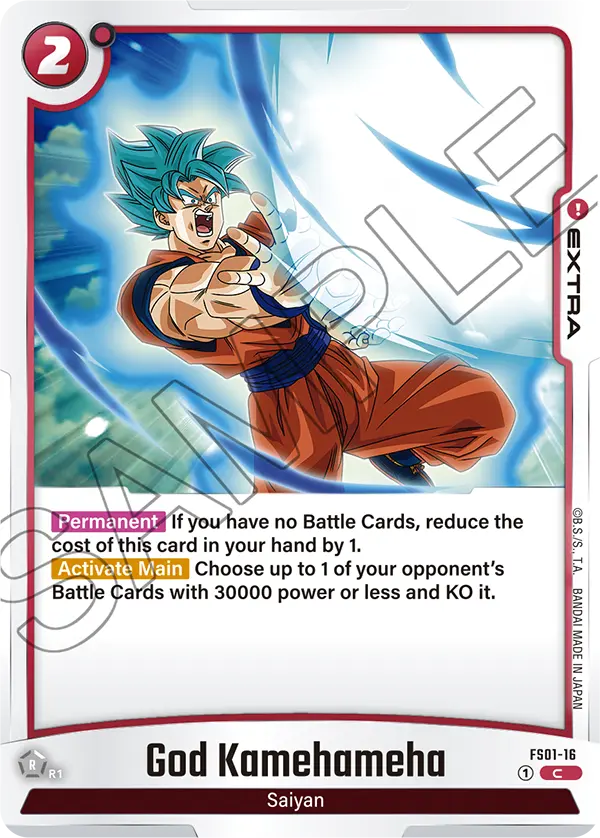 2
EXTRA
SAMPLE
Permanent If you have no Battle Cards, reduce the
cost of this card in your hand by 1.
Activate Main Choose up to 1 of your opponent's
Battle Cards with 30000 power or less and KO it.
©B.S./S., T.A. BANDAI MADE IN JAPAN
God Kamehameha
FS01-16
R R1
1 C
Saiyan